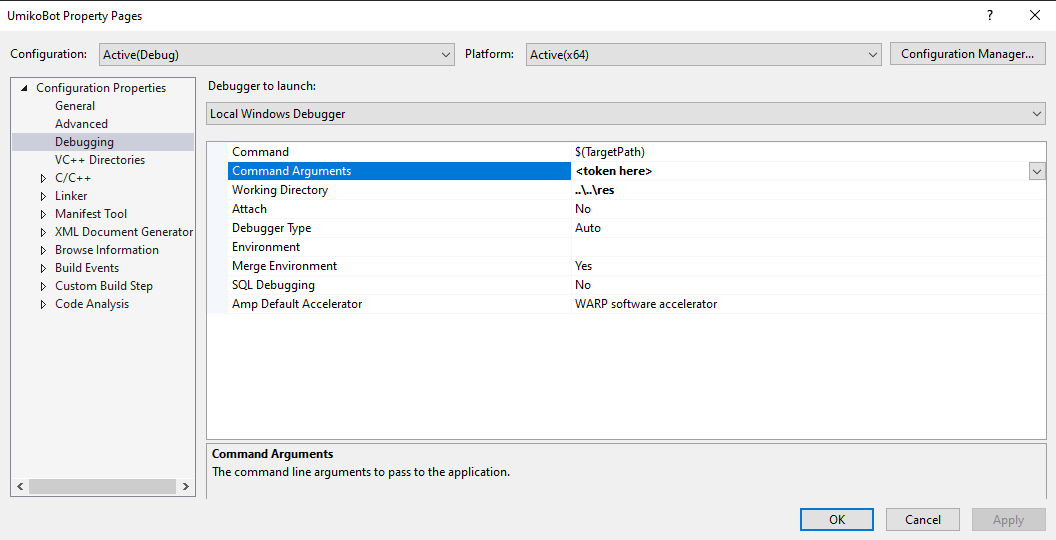 UmikoBot Property Pages
Configuration: Active(Debug) Platform: Active(x64) Configuration Manager...
Configuration Properties
General
Advanced
Debugging
VC++ Directories
C/C++
Linker
Manifest Tool
XML Document Generator
Browse Information
Build Events
Custom Build Step
Code Analysis
Debugger to launch:
Local Windows Debugger
Command $(TargetPath)
Command Arguments <token here>
Working Directory ..\..\res
Attach No
Debugger Type Auto
Environment
Merge Environment Yes
SQL Debugging No
Amp Default Accelerator WARP software accelerator
Command Arguments
The command line arguments to pass to the application.
OK Cancel Apply